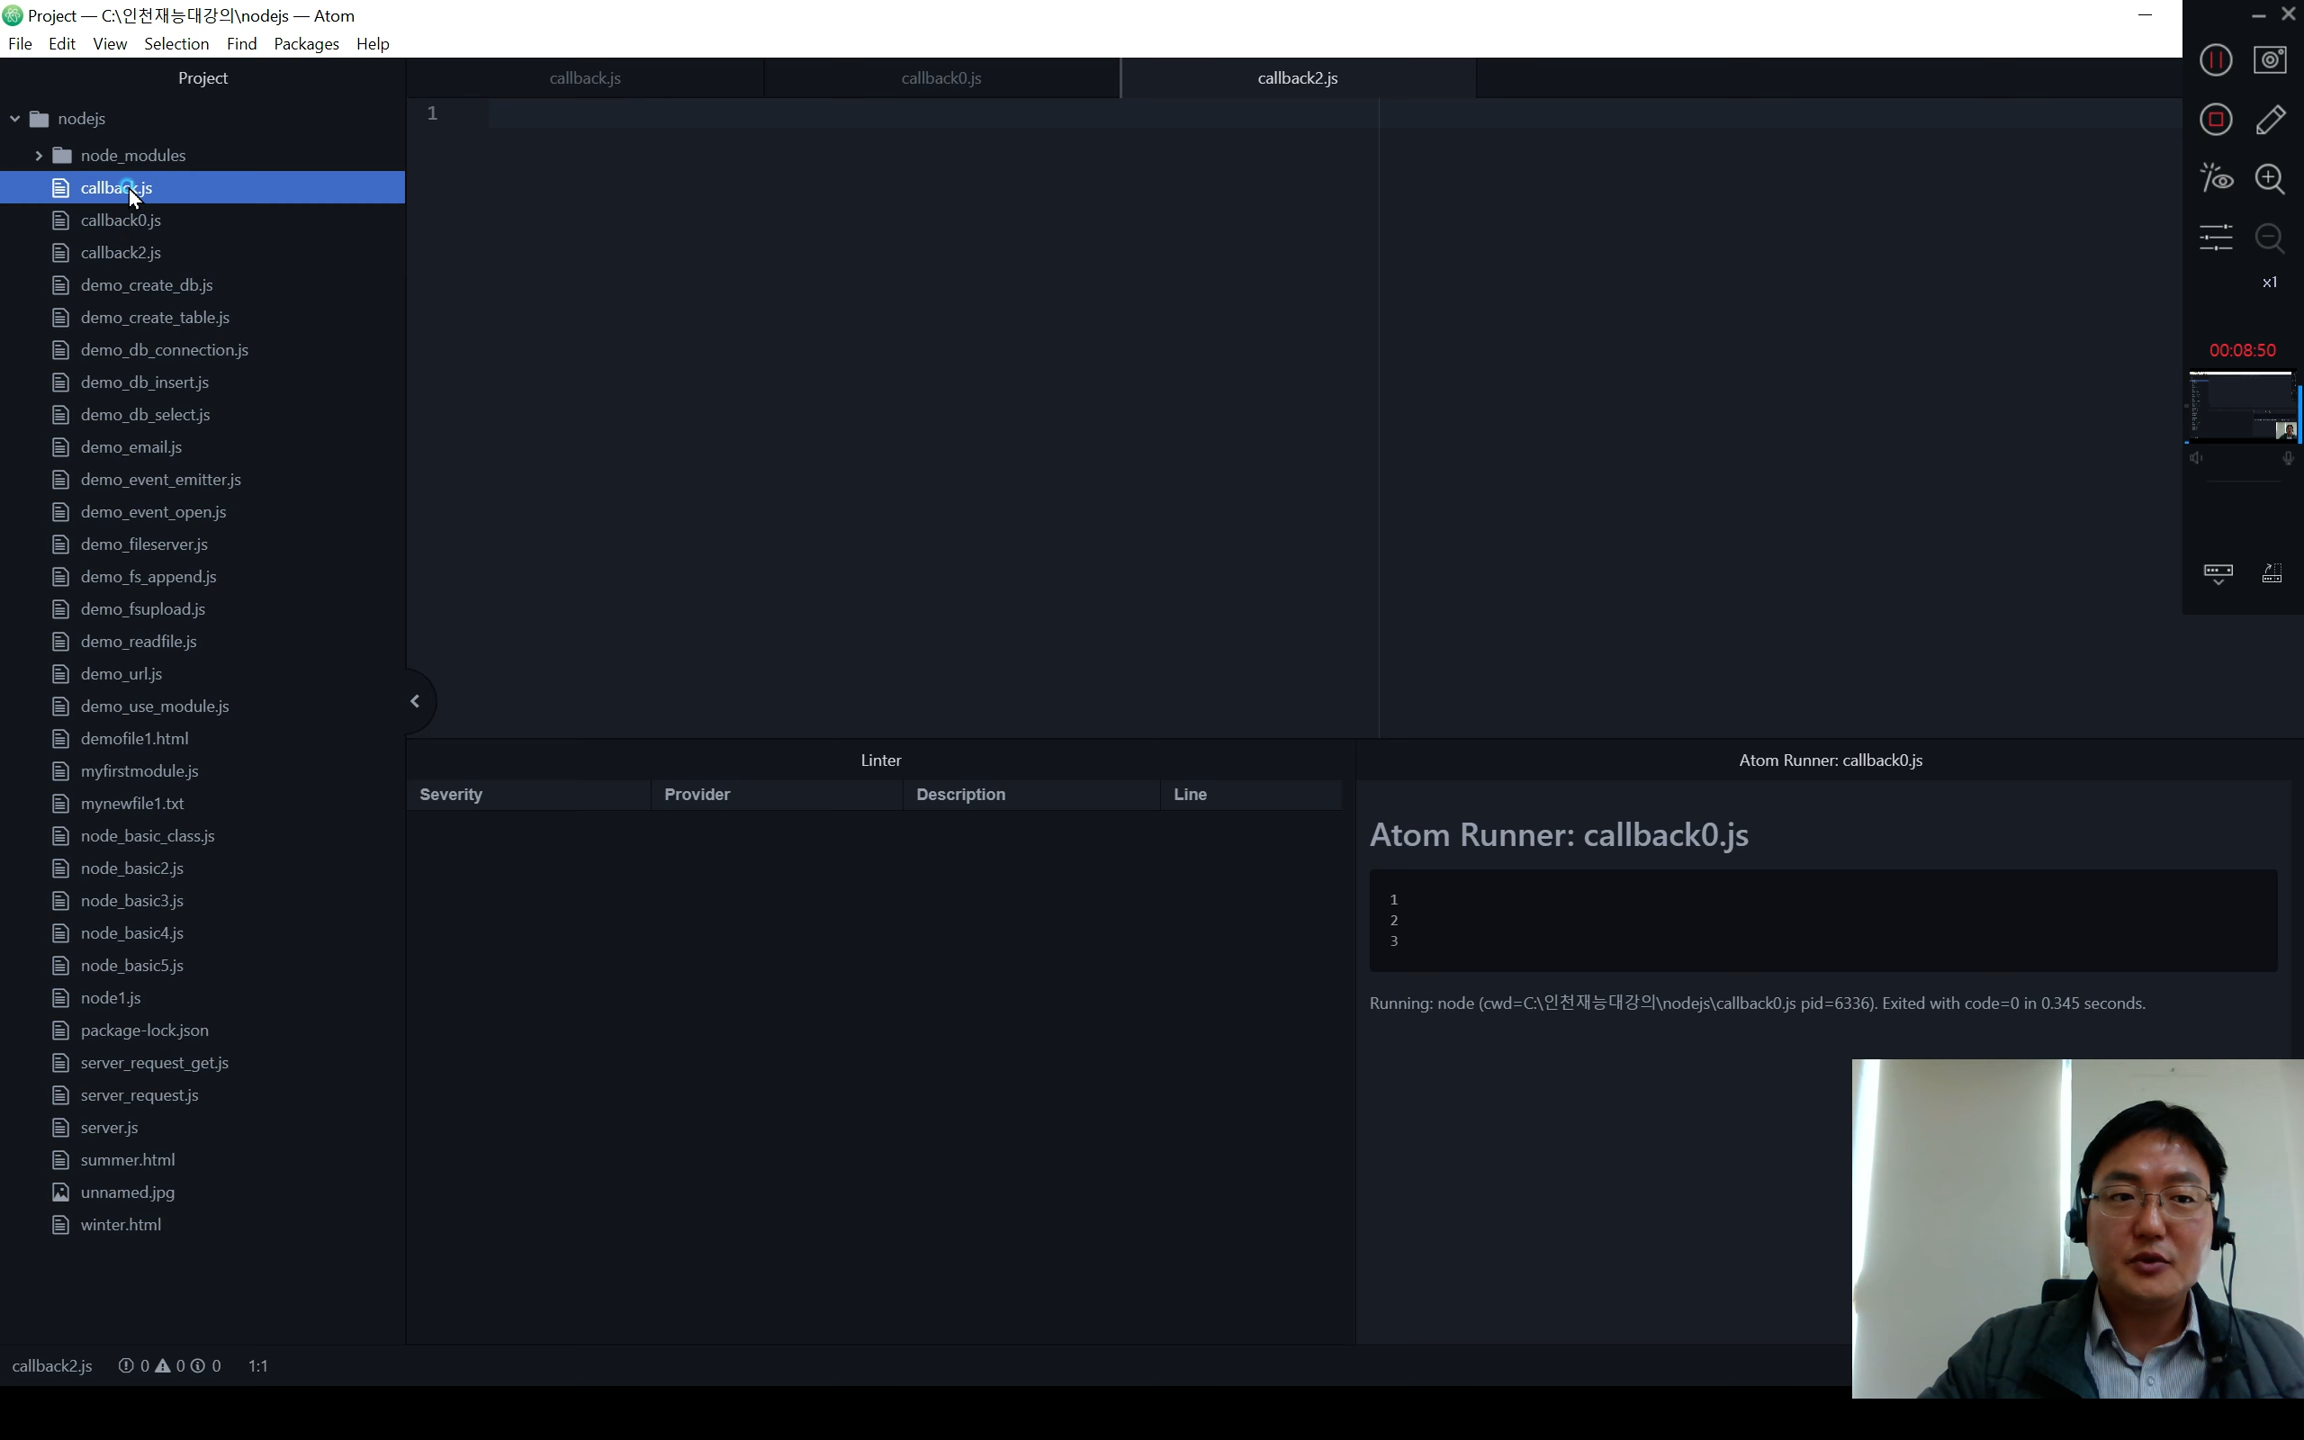 Project — C:\인천재능대강의\nodejs — Atom
File Edit View Selection Find Packages Help
Project
callback.js
callback0.js
callback2.js
nodejs
node_modules
callback.js
callback0.js
callback2.js
demo_create_db.js
demo_create_table.js
demo_db_connection.js
demo_db_insert.js
demo_db_select.js
demo_email.js
demo_event_emitter.js
demo_event_open.js
demo_fileserver.js
demo_fs_append.js
demo_fsupload.js
demo_readfile.js
demo_url.js
demo_use_module.js
demofile1.html
myfirstmodule.js
mynewfile1.txt
node_basic_class.js
node_basic2.js
node_basic3.js
node_basic4.js
node_basic5.js
node1.js
package-lock.json
server_request_get.js
server_request.js
server.js
summer.html
unnamed.jpg
winter.html
1
x1
00:08:50
Linter
Severity Provider Description Line
Atom Runner: callback0.js
Atom Runner: callback0.js
1
2
3
Running: node (cwd=C:\인천재능대강의\nodejs\callback0.js pid=6336). Exited with code=0 in 0.345 seconds.
callback2.js 0 0 0 1:1